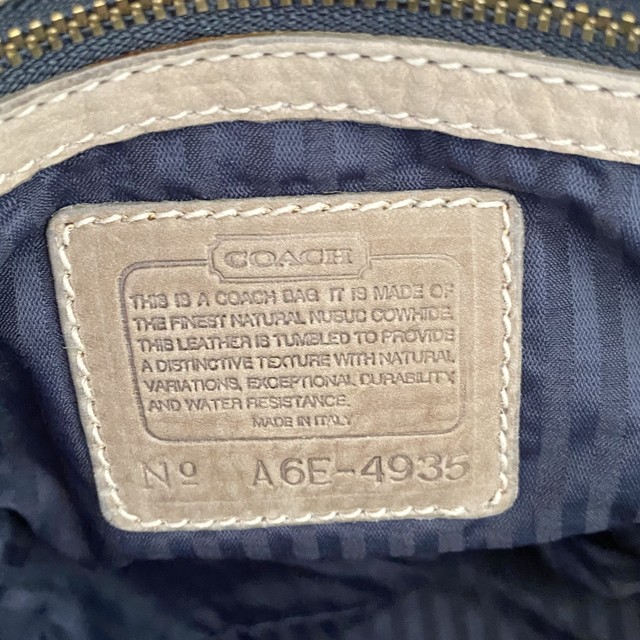 COACH
THIS IS A COACH BAG. IT IS MADE OF
THE FINEST NATURAL NUBUC COWHIDE.
THIS LEATHER IS TUMBLED TO PROVIDE
A DISTINCTIVE TEXTURE WITH NATURAL
VARIATIONS, EXCEPTIONAL DURABILITY,
AND WATER RESISTANCE.
MADE IN ITALY
Nº A6E-4935